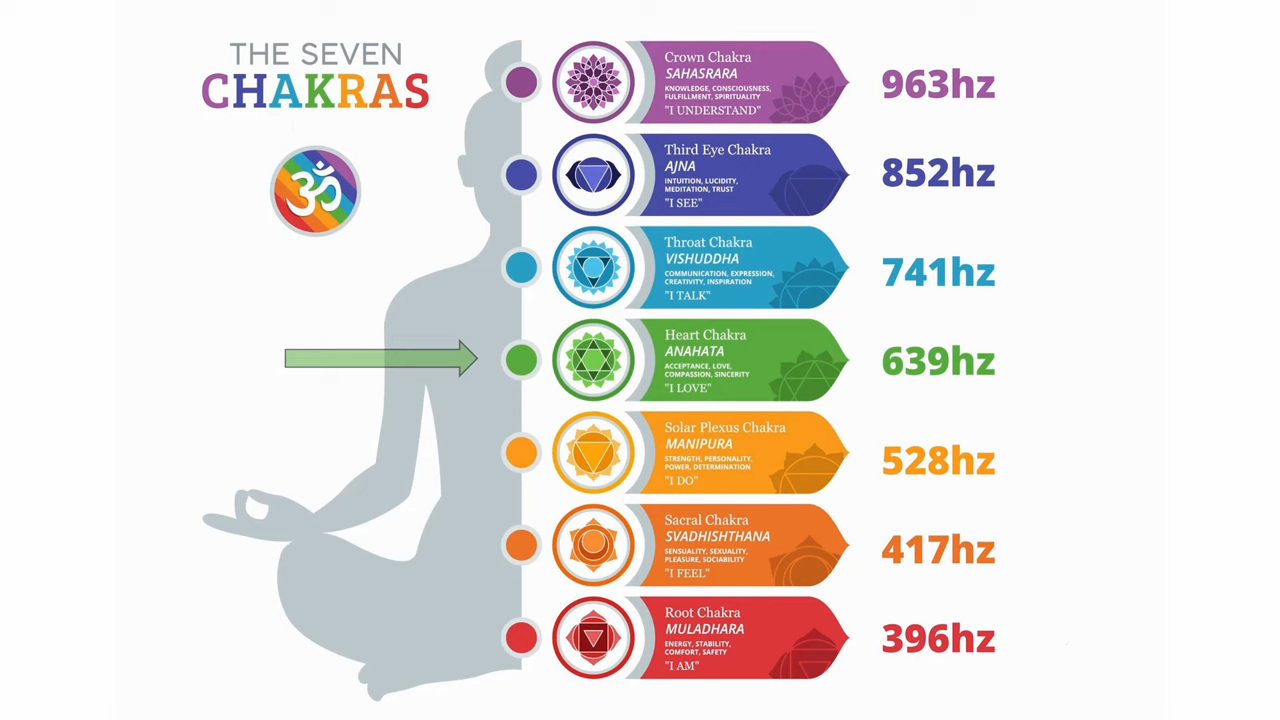 THE SEVEN
CHAKRAS
ॐ
Crown Chakra
SAHASRARA
KNOWLEDGE, CONSCIOUSNESS,
FULFILLMENT, SPIRITUALITY
"I UNDERSTAND"
963hz
Third Eye Chakra
AJNA
INTUITION, LUCIDITY,
MEDITATION, TRUST
"I SEE"
852hz
Throat Chakra
VISHUDDHA
COMMUNICATION, EXPRESSION,
CREATIVITY, INSPIRATION
"I TALK"
741hz
Heart Chakra
ANAHATA
ACCEPTANCE, LOVE,
COMPASSION, SINCERITY
"I LOVE"
639hz
Solar Plexus Chakra
MANIPURA
STRENGTH, PERSONALITY,
POWER, DETERMINATION
"I DO"
528hz
Sacral Chakra
SVADHISHTHANA
SENSUALITY, SEXUALITY,
PLEASURE, SOCIABILITY
"I FEEL"
417hz
Root Chakra
MULADHARA
ENERGY, STABILITY,
COMFORT, SAFETY
"I AM"
396hz